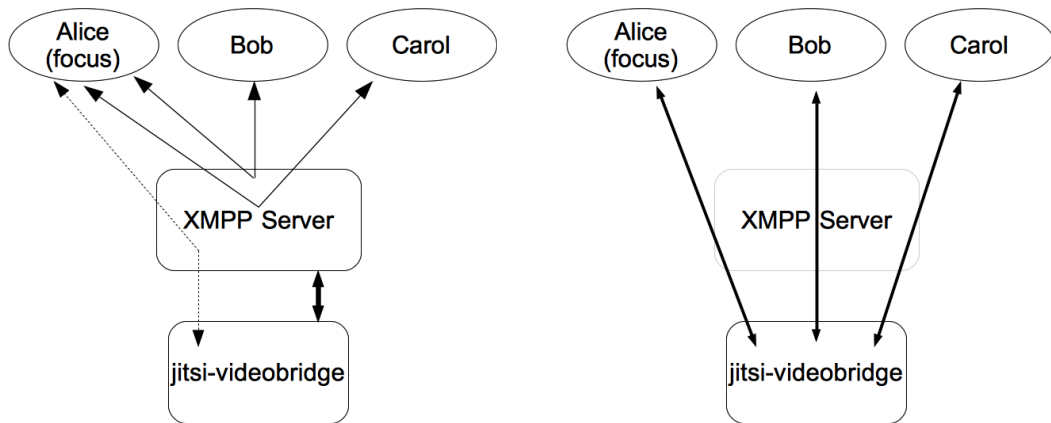 Alice
(focus)
Bob
Carol
XMPP Server
jitsi-videobridge
Alice
(focus)
Bob
Carol
XMPP Server
jitsi-videobridge